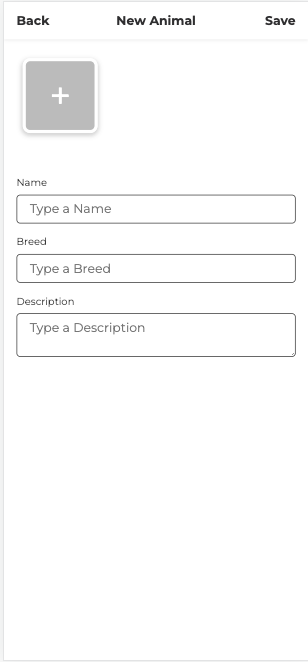 Back New Animal Save
+
Name
Type a Name
Breed
Type a Breed
Description
Type a Description